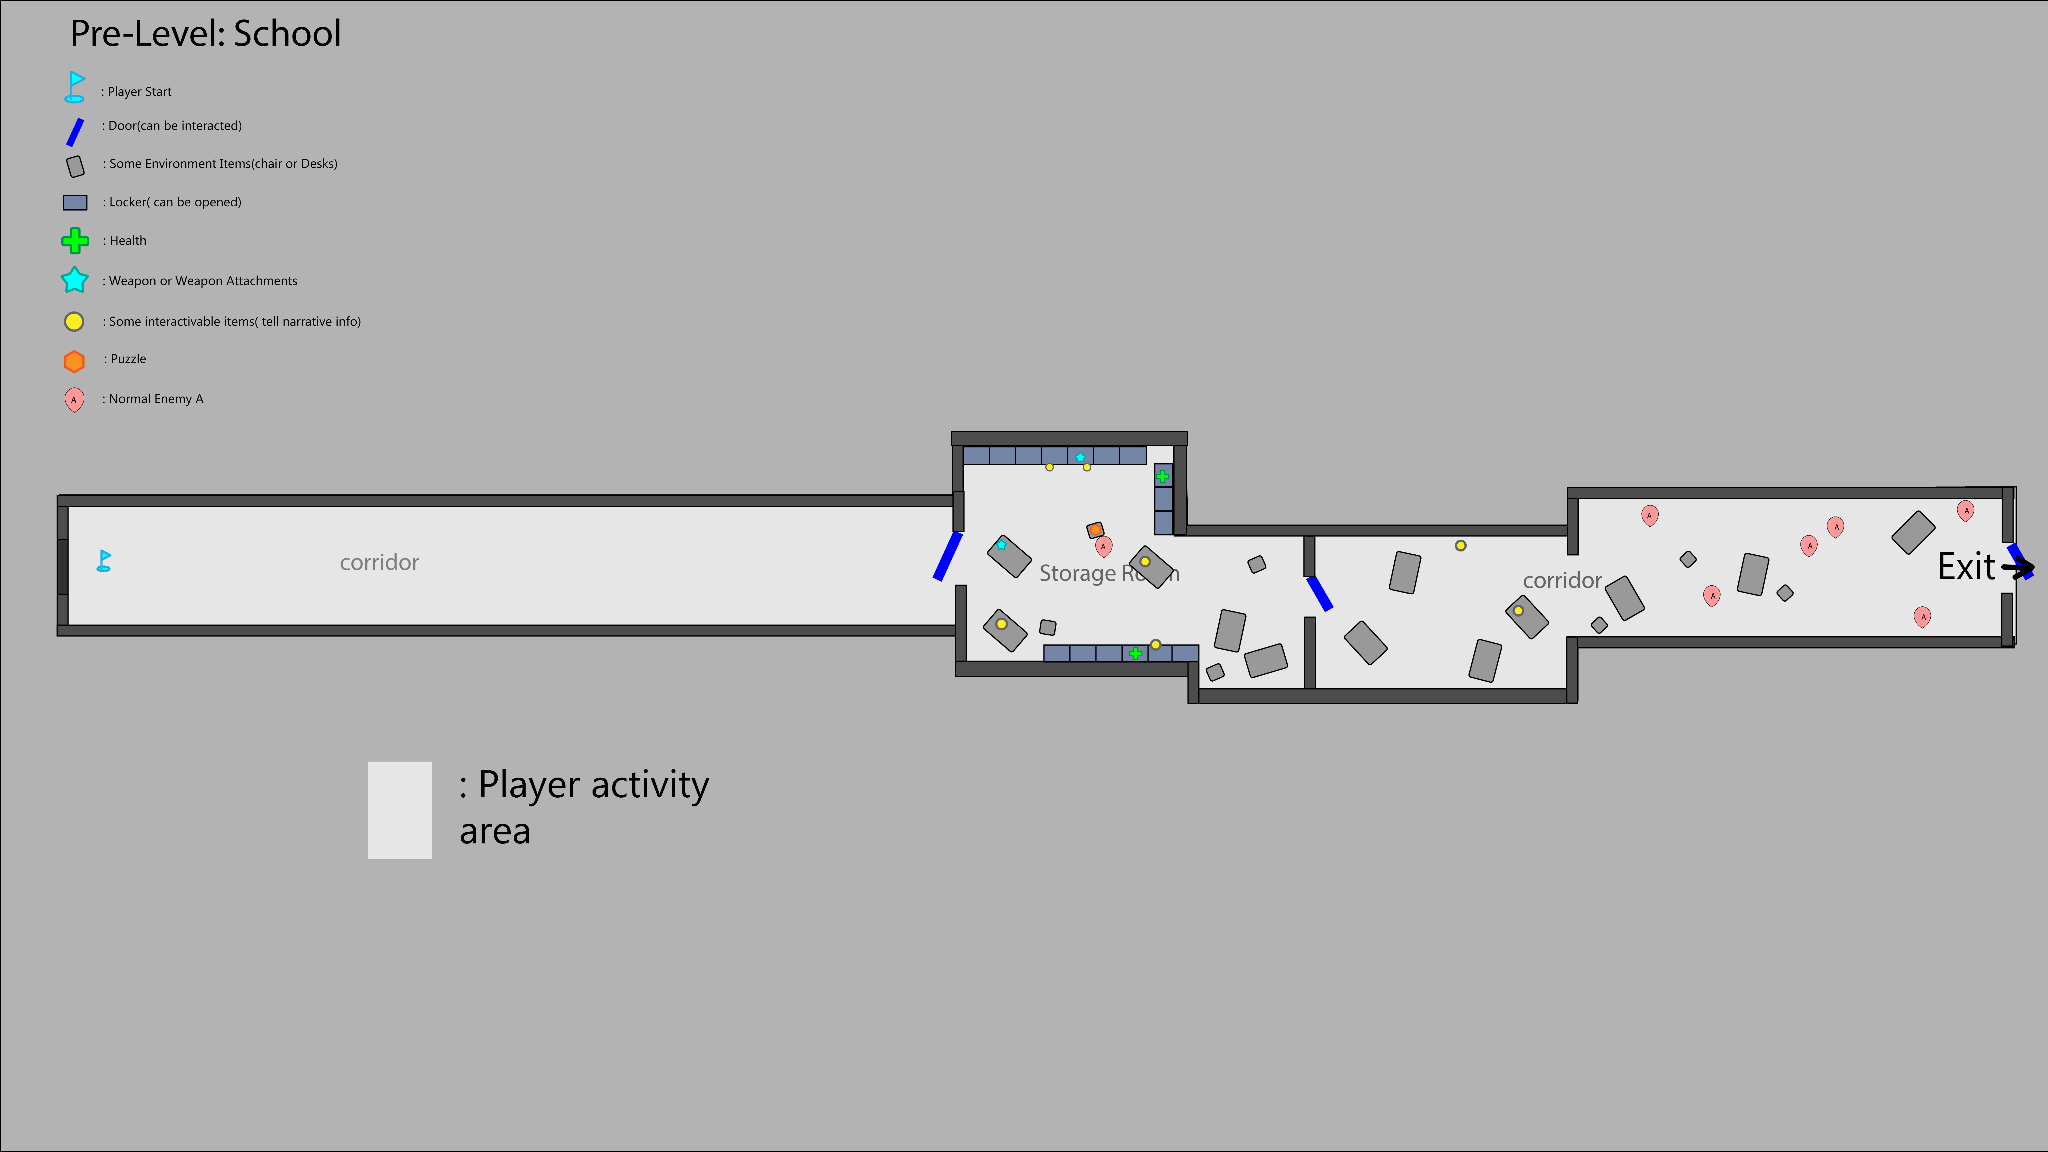 Pre-Level: School
: Player Start
: Door(can be interacted)
: Some Environment Items(chair or Desks)
: Locker( can be opened)
: Health
: Weapon or Weapon Attachments
: Some interactivable items( tell narrative info)
: Puzzle
A
: Normal Enemy A
corridor
A
Storage Room
corridor
A
A
A
A
A
A
Exit
: Player activity
area